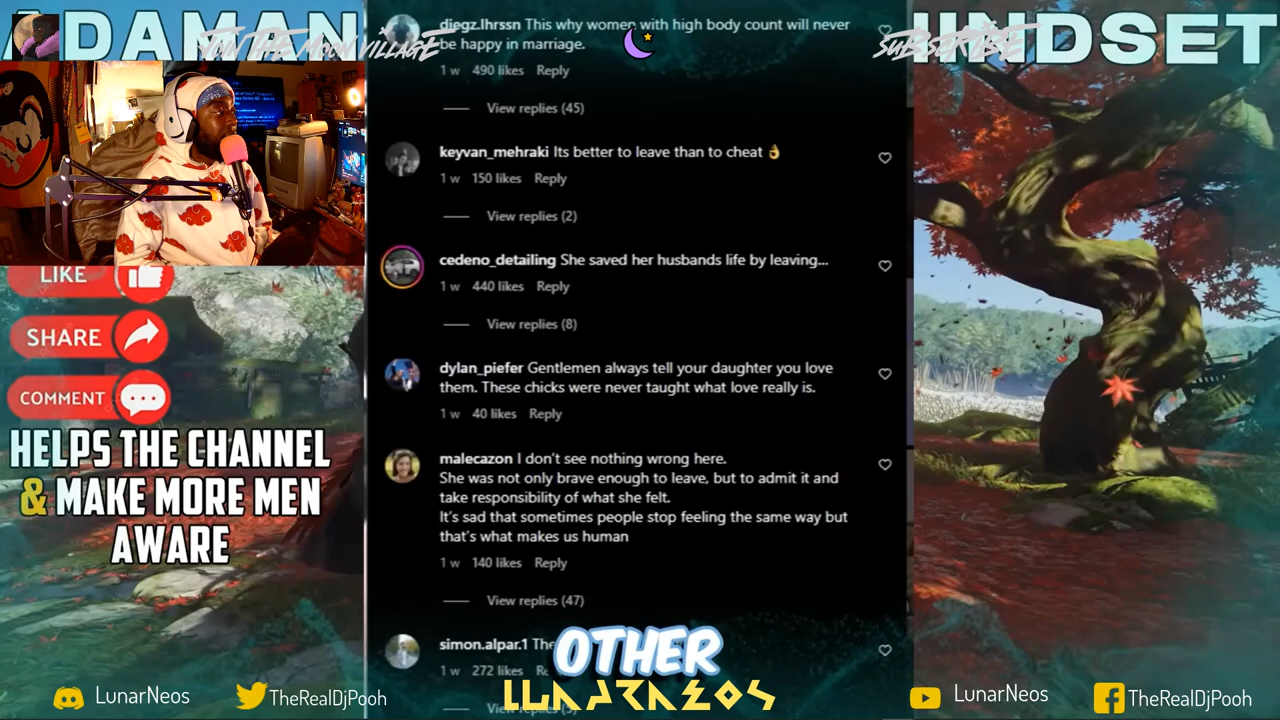 ADAMAN
INDSET
JOIN THE MOON VILLAGE
SUBSCRIBE
diegz.lhrssn This why women with high body count will never
be happy in marriage.
1 w 490 likes Reply
View replies (45)
keyvan_mehraki Its better to leave than to cheat 👌
1 w 150 likes Reply
View replies (2)
cedeno_detailing She saved her husbands life by leaving...
1 w 440 likes Reply
View replies (8)
dylan_piefer Gentlemen always tell your daughter you love
them. These chicks were never taught what love really is.
1 w 40 likes Reply
malecazon I don't see nothing wrong here.
She was not only brave enough to leave, but to admit it and
take responsibility of what she felt.
It's sad that sometimes people stop feeling the same way but
that's what makes us human
1 w 140 likes Reply
View replies (47)
simon.alpar.1
1 w 272 likes
OTHER
LUNARNEOS
LIKE
SHARE
COMMENT
HELPS THE CHANNEL
& MAKE MORE MEN
AWARE
LunarNeos
TheRealDjPooh
LunarNeos
TheRealDjPooh